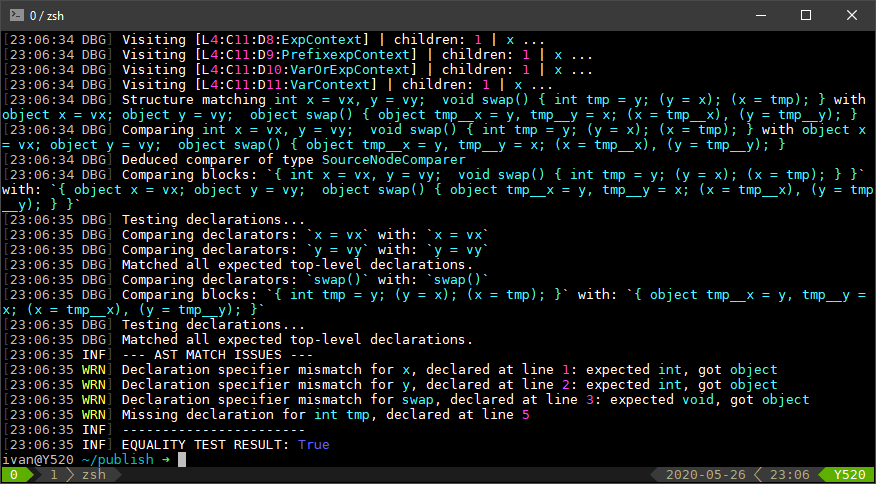 0 / zsh
[23:06:34 DBG] Visiting [L4:C11:D8:ExpContext] | children: 1 | x ...
[23:06:34 DBG] Visiting [L4:C11:D9:PrefixexpContext] | children: 1 | x ...
[23:06:34 DBG] Visiting [L4:C11:D10:VarOrExpContext] | children: 1 | x ...
[23:06:34 DBG] Visiting [L4:C11:D11:VarContext] | children: 1 | x ...
[23:06:34 DBG] Structure matching int x = vx, y = vy;  void swap() { int tmp = y; (y = x); (x = tmp); } with
object x = vx; object y = vy;  object swap() { object tmp__x = y, tmp__y = x; (x = tmp__x), (y = tmp__y); }
[23:06:34 DBG] Comparing int x = vx, y = vy;  void swap() { int tmp = y; (y = x); (x = tmp); } with object x
= vx; object y = vy;  object swap() { object tmp__x = y, tmp__y = x; (x = tmp__x), (y = tmp__y); }
[23:06:34 DBG] Deduced comparer of type SourceNodeComparer
[23:06:34 DBG] Comparing blocks: `{ int x = vx, y = vy;  void swap() { int tmp = y; (y = x); (x = tmp); } }`
with: `{ object x = vx; object y = vy;  object swap() { object tmp__x = y, tmp__y = x; (x = tmp__x), (y = tmp
__y); } }`
[23:06:35 DBG] Testing declarations...
[23:06:35 DBG] Comparing declarators: `x = vx` with: `x = vx`
[23:06:35 DBG] Comparing declarators: `y = vy` with: `y = vy`
[23:06:35 DBG] Matched all expected top-level declarations.
[23:06:35 DBG] Comparing declarators: `swap()` with: `swap()`
[23:06:35 DBG] Comparing blocks: `{ int tmp = y; (y = x); (x = tmp); }` with: `{ object tmp__x = y, tmp__y =
x; (x = tmp__x), (y = tmp__y); }`
[23:06:35 DBG] Testing declarations...
[23:06:35 DBG] Matched all expected top-level declarations.
[23:06:35 INF] --- AST MATCH ISSUES ---
[23:06:35 WRN] Declaration specifier mismatch for x, declared at line 1: expected int, got object
[23:06:35 WRN] Declaration specifier mismatch for y, declared at line 2: expected int, got object
[23:06:35 WRN] Declaration specifier mismatch for swap, declared at line 3: expected void, got object
[23:06:35 WRN] Missing declaration for int tmp, declared at line 5
[23:06:35 INF] -----------------------
[23:06:35 INF] EQUALITY TEST RESULT: True
ivan@Y520 ~/publish ➜
0 1 zsh 2020-05-26 23:06 Y520